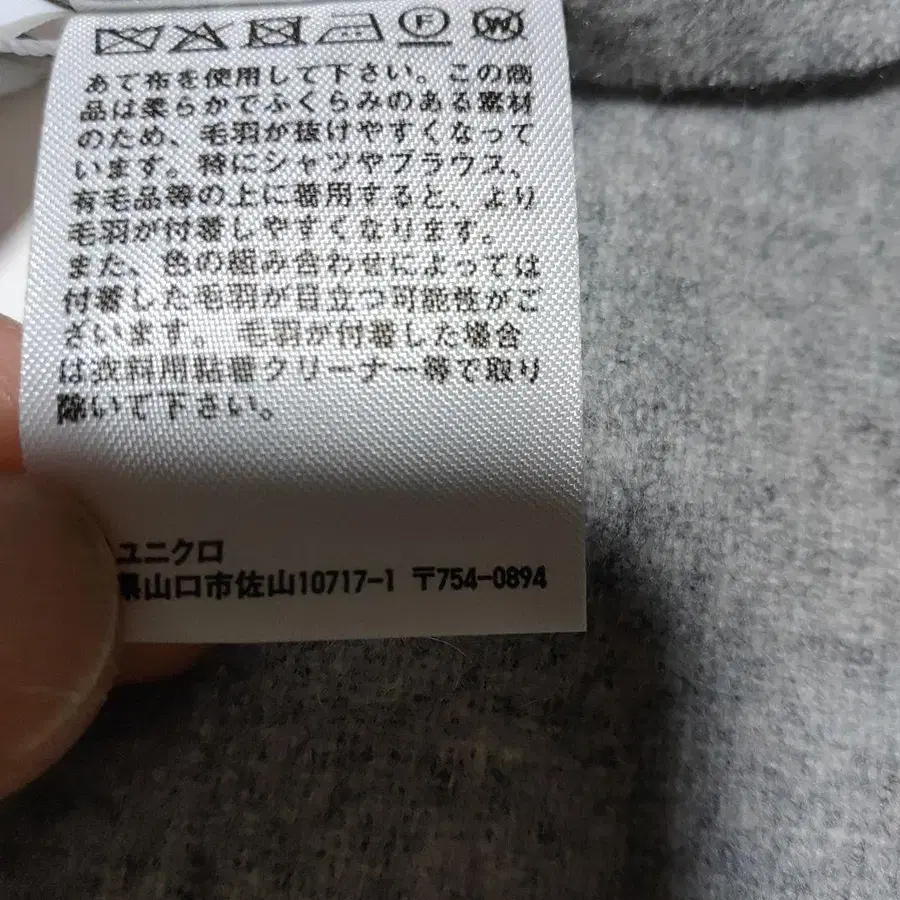 F W
あて布を使用して下さい。この商
品は柔らかでふくらみのある素材
のため、毛羽が抜けやすくなって
います。特にシャツやブラウス、
有毛品等の上に着用すると、より
毛羽が付着しやすくなります。
また、色の組み合わせによっては
付着した毛羽が目立つ可能性がご
ざいます。毛羽が付着した場合
は衣料用粘着クリーナー等で取り
除いて下さい。
ユニクロ
県山口市佐山10717-1 〒754-0894